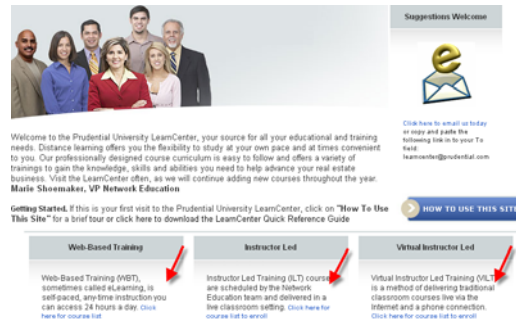 Suggestions Welcome
Click here to email us today
or copy and paste the
following link in to your To
field:
learncenter@prudential.com
Welcome to the Prudential University LearnCenter, your source for all your educational and training
needs. Distance learning offers you the flexibility to study at your own pace and at times convenient
to you. Our professionally designed course curriculum is easy to follow and offers a variety of
trainings to gain the knowledge, skills and abilities you need to help advance your real estate
business. Visit the LearnCenter often, as we will continue adding new courses throughout the year.
Marie Shoemaker, VP Network Education
Getting Started. If this is your first visit to the Prudential University LearnCenter, click on "How To Use
This Site" for a brief tour or click here to download the LearnCenter Quick Reference Guide
HOW TO USE THIS SITE
Web-Based Training
Web-Based Training (WBT),
sometimes called eLearning, is
self-paced, any-time instruction you
can access 24 hours a day. Click
here for course list
Instructor Led
Instructor Led Training (ILT) courses
are scheduled by the Network
Education team and delivered in a
live classroom setting. Click here for
course list to enroll
Virtual Instructor Led
Virtual Instructor Led Training (VILT)
is a method of delivering traditional
classroom courses live via the
Internet and a phone connection.
Click here for course list to enroll